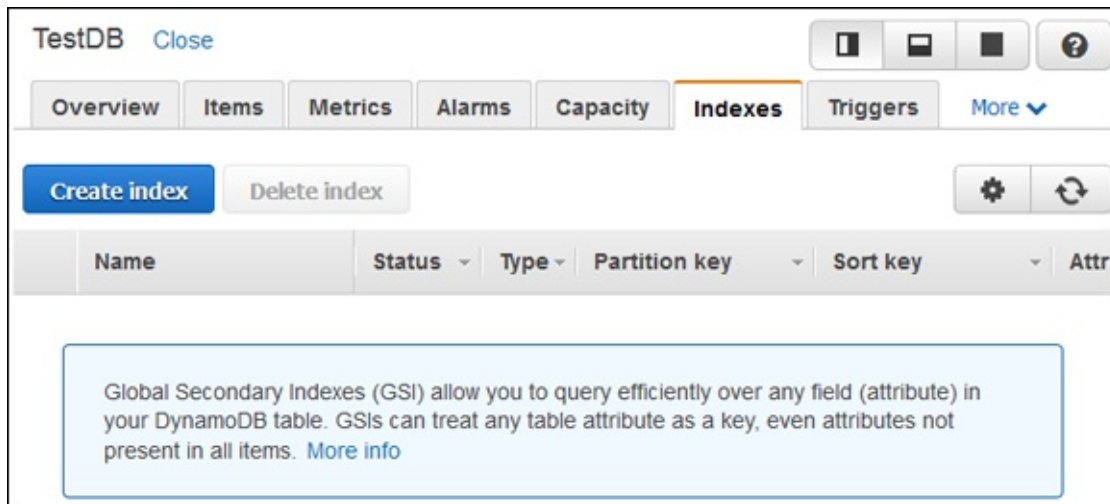 TestDB Close
Overview Items Metrics Alarms Capacity Indexes Triggers More
Create index Delete index
Name Status Type Partition key Sort key Attr
Global Secondary Indexes (GSI) allow you to query efficiently over any field (attribute) in
your DynamoDB table. GSIs can treat any table attribute as a key, even attributes not
present in all items. More info